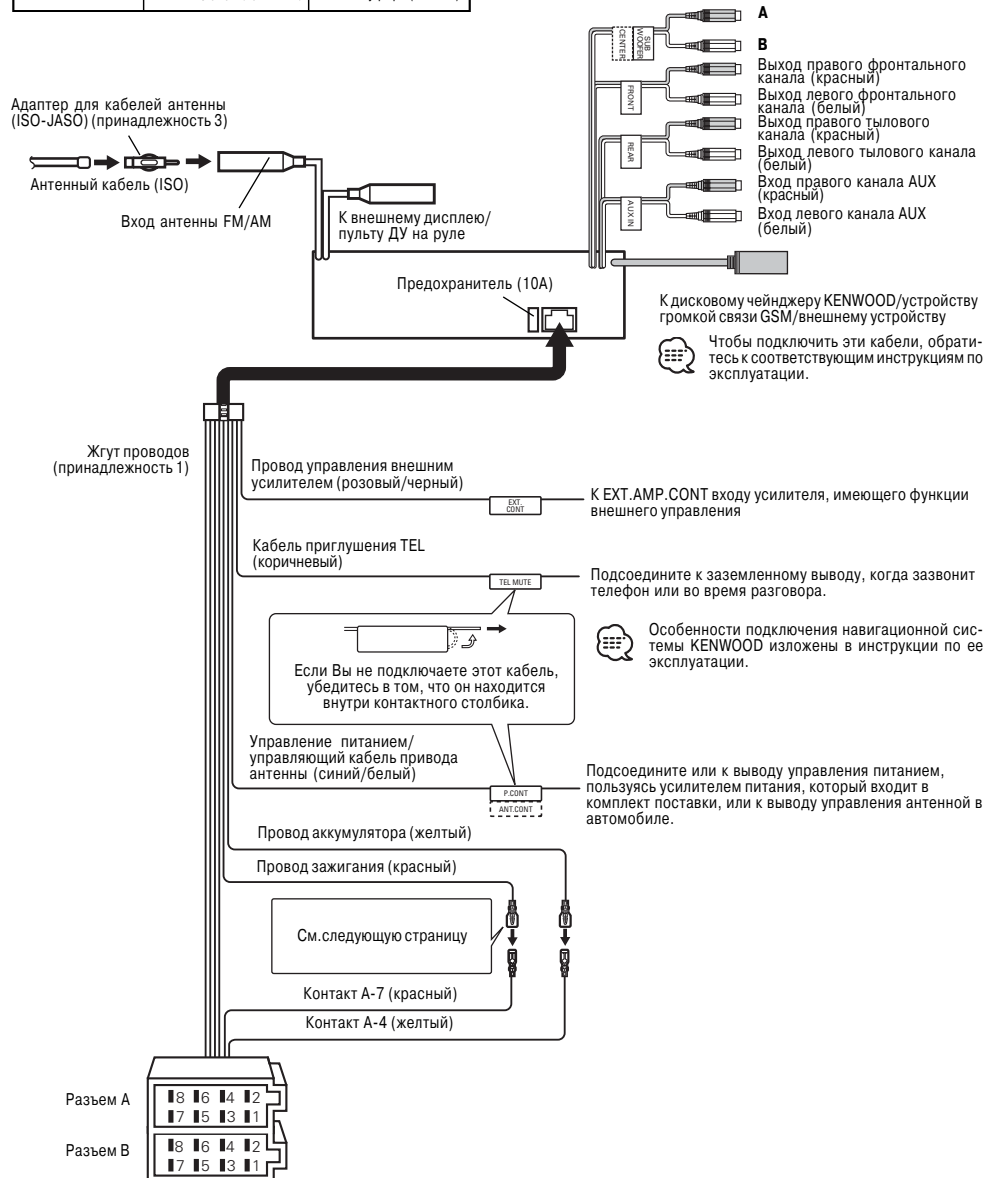 A
B
SUB WOOFER
CENTER
Выход правого фронтального
канала (красный)
FRONT
Выход левого фронтального
канала (белый)
Выход правого тылового
канала (красный)
REAR
Выход левого тылового канала
(белый)
Вход правого канала AUX
(красный)
AUX IN
Вход левого канала AUX
(белый)
Адаптер для кабелей антенны
(ISO-JASO) (принадлежность 3)
Антенный кабель (ISO)
Вход антенны FM/AM
К внешнему дисплею/
пульту ДУ на руле
Предохранитель (10A)
К дисковому чейнджеру KENWOOD/устройству
громкой связи GSM/внешнему устройству
Чтобы подключить эти кабели, обрати-
тесь к соответствующим инструкциям по
эксплуатации.
Жгут проводов
(принадлежность 1)
Провод управления внешним
усилителем (розовый/черный)
EXT.
CONT
К EXT.AMP.CONT входу усилителя, имеющего функции
внешнего управления
Кабель приглушения TEL
(коричневый)
TEL MUTE
Подсоедините к заземленному выводу, когда зазвонит
телефон или во время разговора.
Особенности подключения навигационной сис-
темы KENWOOD изложены в инструкции по ее
эксплуатации.
Если Вы не подключаете этот кабель,
убедитесь в том, что он находится
внутри контактного столбика.
Управление питанием/
управляющий кабель привода
антенны (синий/белый)
P.CONT
ANT.CONT
Подсоедините или к выводу управления питанием,
пользуясь усилителем питания, который входит в
комплект поставки, или к выводу управления антенной в
автомобиле.
Провод аккумулятора (желтый)
Провод зажигания (красный)
См.следующую страницу
Контакт A-7 (красный)
Контакт A-4 (желтый)
Разъем A
8 6 4 2
7 5 3 1
Разъем B
8 6 4 2
7 5 3 1